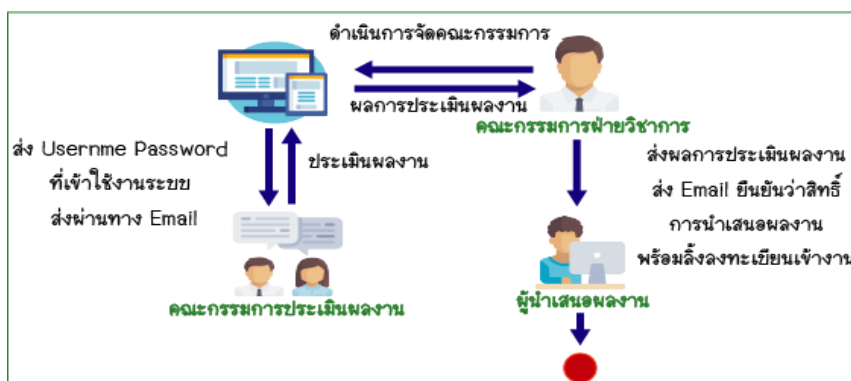 ดำเนินการจัดคณะกรรมการ
ผลการประเมินผลงาน
คณะกรรมการฝ่ายวิชาการ
ส่ง Usernme Password
ที่เข้าใช้งานระบบ
ส่งผ่านทาง Email
ประเมินผลงาน
คณะกรรมการประเมินผลงาน
ส่งผลการประเมินผลงาน
ส่ง Email ยืนยันว่าสิทธิ์
การนำเสนอผลงาน
พร้อมลิ้งลงทะเบียนเข้างาน
ผู้นำเสนอผลงาน